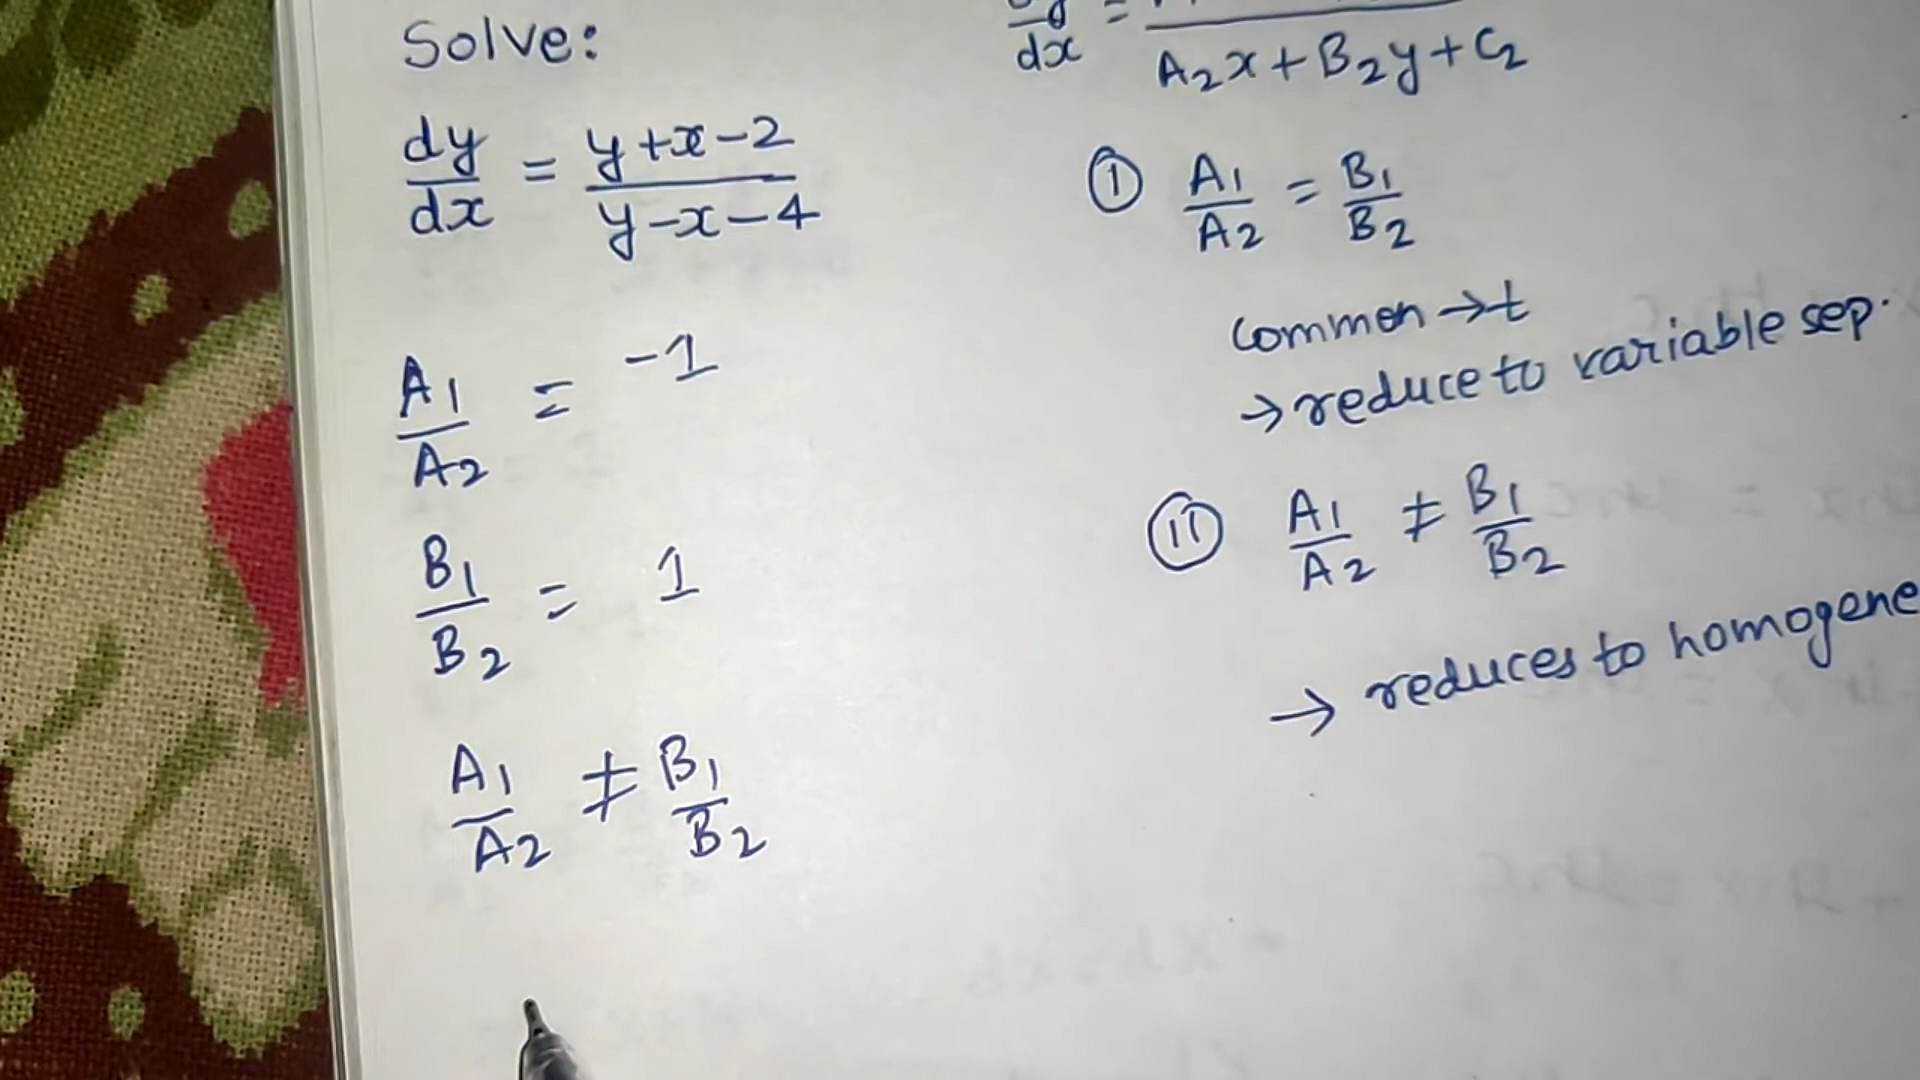 Solve:
dy/dx = (y+x-2)/(y-x-4)
A1/A2 = -1
B1/B2 = 1
A1/A2 ≠ B1/B2
dx
A2x+B2y+C2
(1) A1/A2 = B1/B2
common → t
→ reduce to variable sep.
(11) A1/A2 ≠ B1/B2
→ reduces to homogene